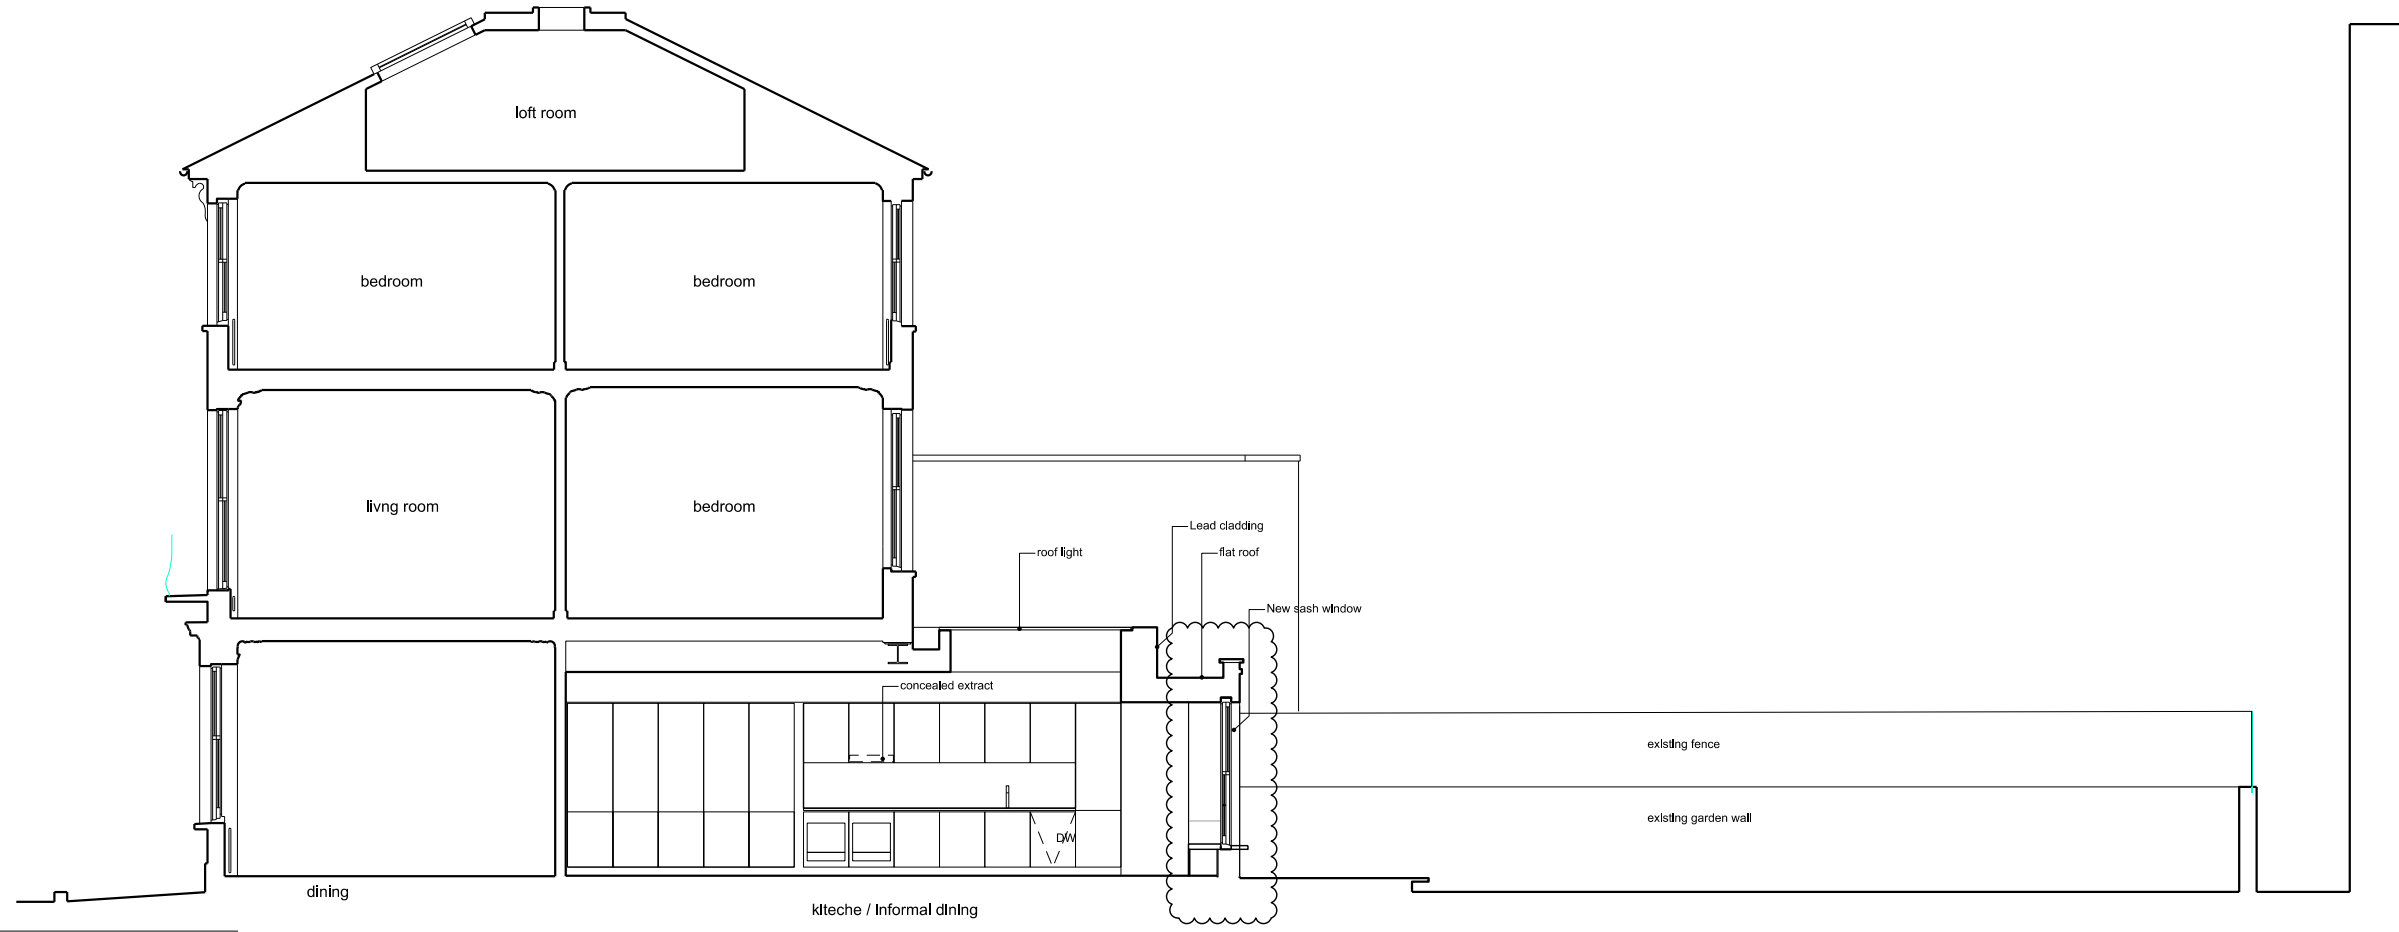 loft room
bedroom
bedroom
livng room
bedroom
Lead cladding
roof light
flat roof
New sash window
concealed extract
existing fence
existing garden wall
DW
dining
kiteche / informal dining